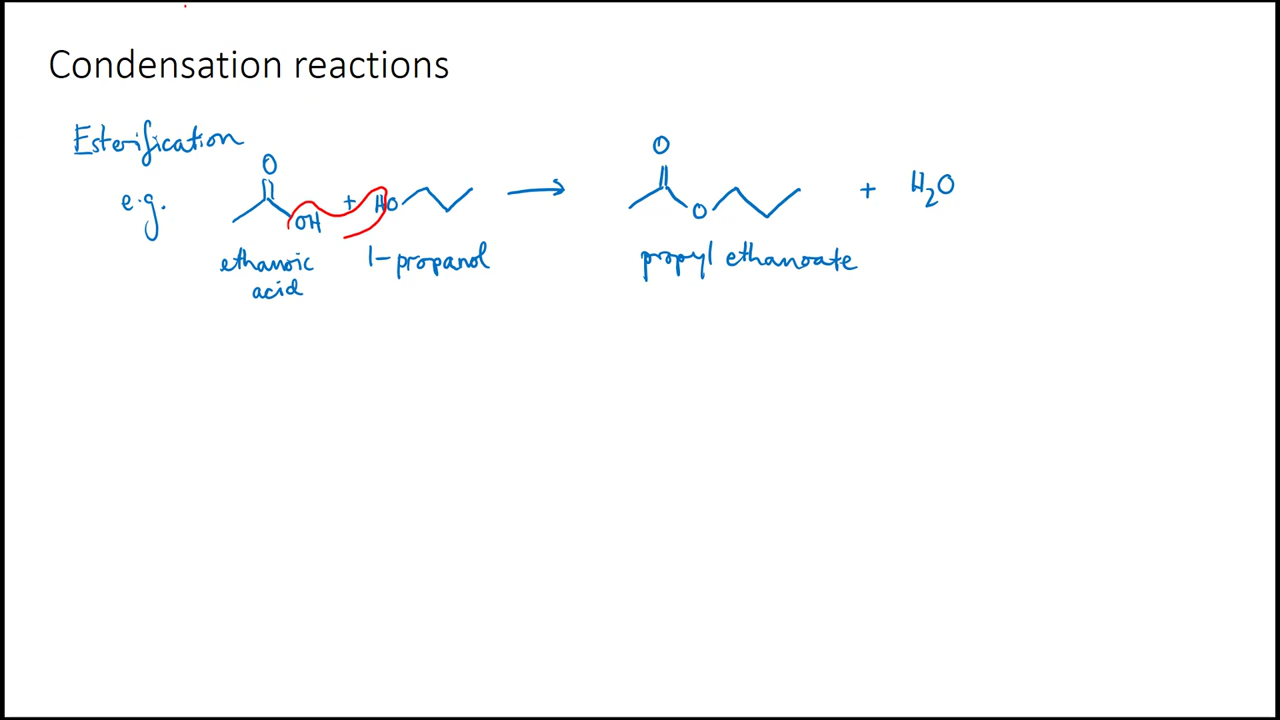 Condensation reactions
Esterification
e.g.
O
OH + HO
O
O
+ H₂O
ethanoic acid
1-propanol
propyl ethanoate